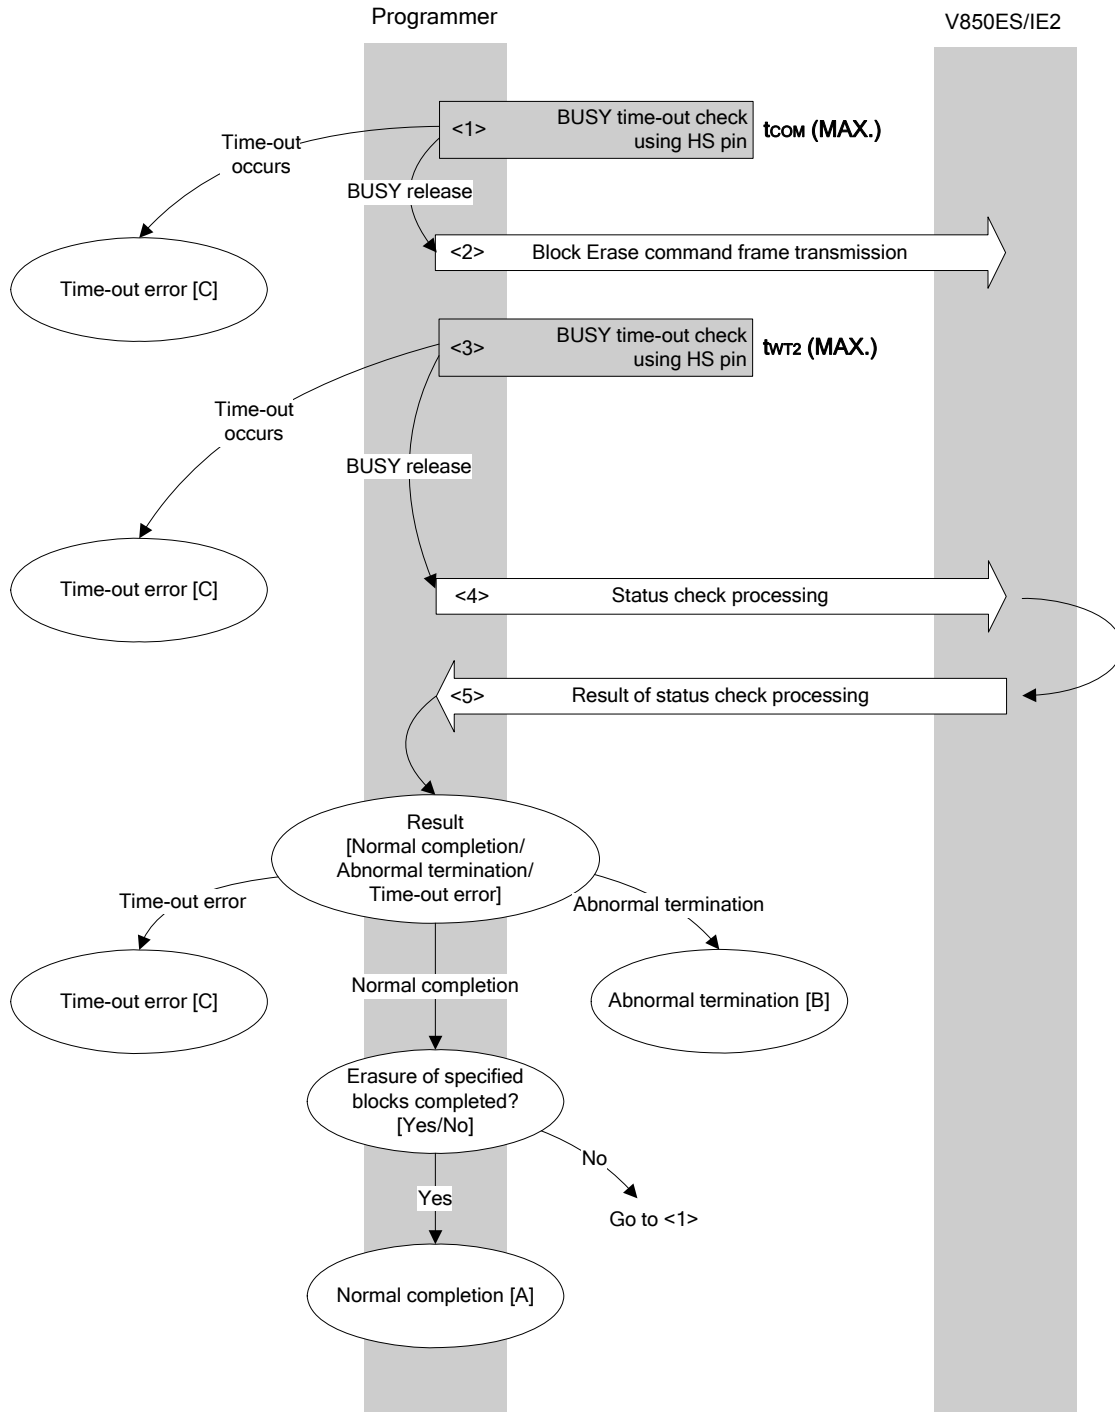 Programmer
V850ES/IE2
<1>
BUSY time-out check
using HS pin
tCOM (MAX.)
Time-out
occurs
BUSY release
<2>
Block Erase command frame transmission
Time-out error [C]
<3>
BUSY time-out check
using HS pin
tWT2 (MAX.)
Time-out
occurs
BUSY release
Time-out error [C]
<4>
Status check processing
<5>
Result of status check processing
Result
[Normal completion/
Abnormal termination/
Time-out error]
Time-out error
Abnormal termination
Time-out error [C]
Normal completion
Abnormal termination [B]
Erasure of specified
blocks completed?
[Yes/No]
No
Yes
Go to <1>
Normal completion [A]